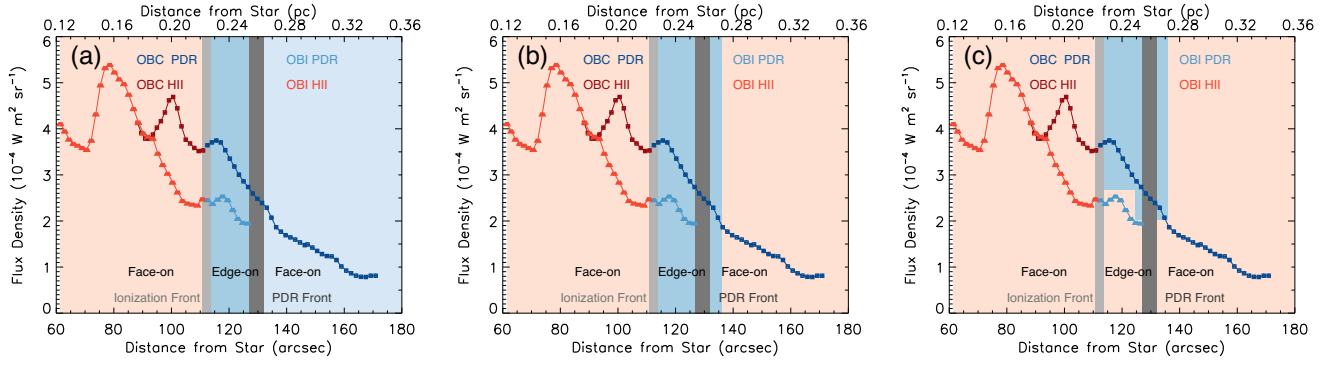 Distance from Star (pc)
0.12 0.16 0.20 0.24 0.28 0.32 0.36
(a)
OBC PDR
OBI PDR
OBC HII
OBI HII
Flux Density (10⁻⁴ W m² sr⁻¹)
6
5
4
3
2
1
0
Face-on Edge-on Face-on
Ionization Front PDR Front
60 80 100 120 140 160 180
Distance from Star (arcsec)
Distance from Star (pc)
0.12 0.16 0.20 0.24 0.28 0.32 0.36
(b)
OBC PDR
OBI PDR
OBC HII
OBI HII
Flux Density (10⁻⁴ W m² sr⁻¹)
6
5
4
3
2
1
0
Face-on Edge-on Face-on
Ionization Front PDR Front
60 80 100 120 140 160 180
Distance from Star (arcsec)
Distance from Star (pc)
0.12 0.16 0.20 0.24 0.28 0.32 0.36
(c)
OBC PDR
OBI PDR
OBC HII
OBI HII
Flux Density (10⁻⁴ W m² sr⁻¹)
6
5
4
3
2
1
0
Face-on Edge-on Face-on
Ionization Front PDR Front
60 80 100 120 140 160 180
Distance from Star (arcsec)